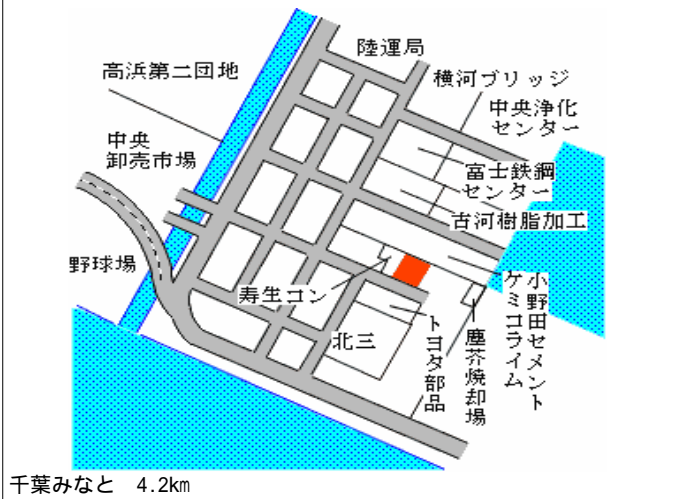 陸運局
高浜第二団地
横河ブリッジ
中央浄化
センター
中央
卸売市場
富士鉄鋼
センター
古河樹脂加工
野球場
寿生コン
小野田セメント
ケミコライム
北三
トヨタ部品
塵芥焼却場
千葉みなと 4.2km